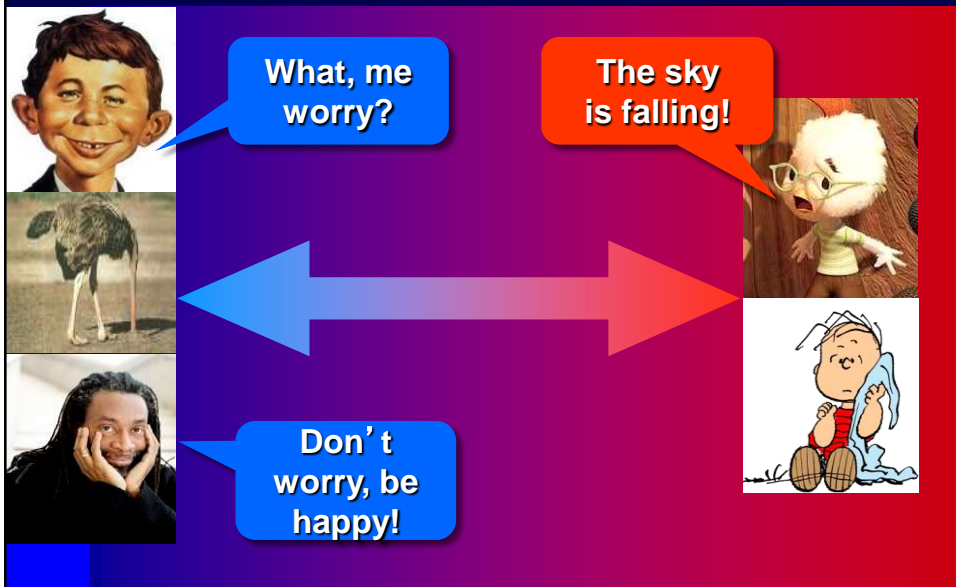 What, me
worry?
The sky
is falling!
Don’t
worry, be
happy!